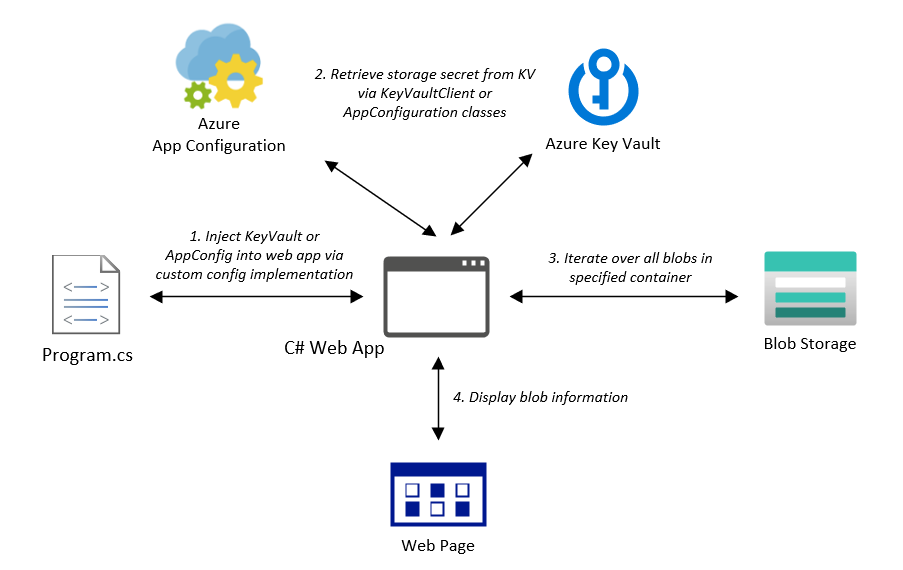 2. Retrieve storage secret from KV
via KeyVaultClient or
AppConfiguration classes
Azure
App Configuration
Azure Key Vault
1. Inject KeyVault or
AppConfig into web app via
custom config implementation
3. Iterate over all blobs in
specified container
Program.cs
C# Web App
Blob Storage
4. Display blob information
Web Page